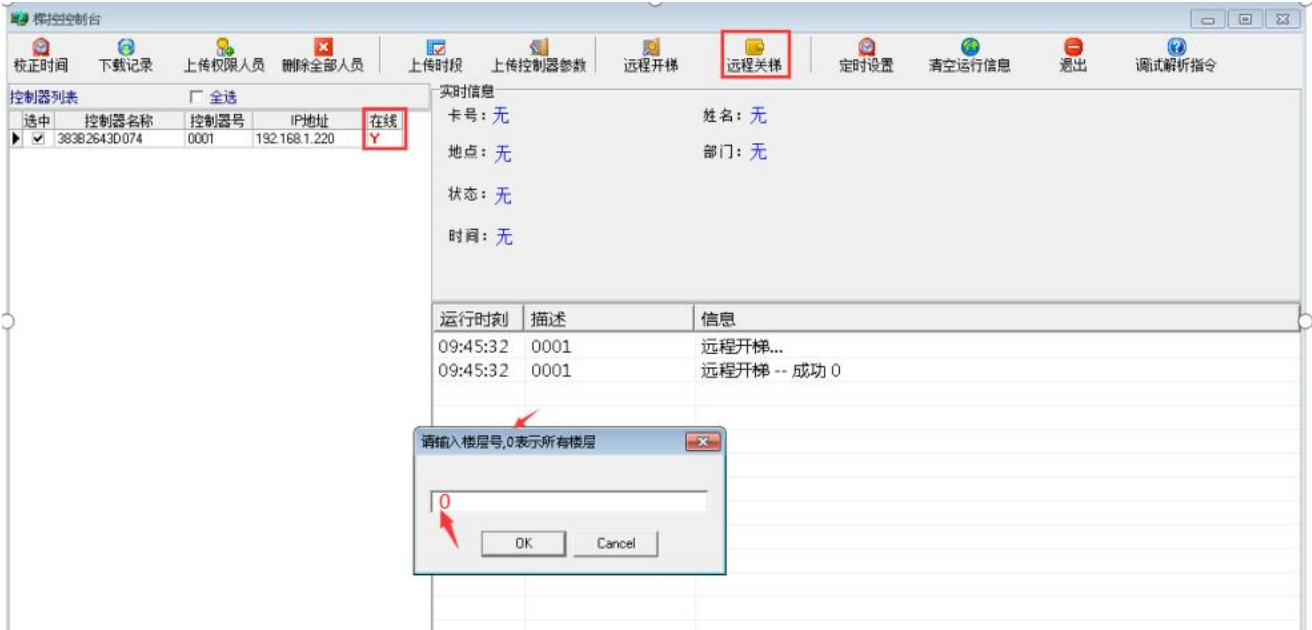 梯控控制台
校正时间 下载记录 上传权限人员 删除全部人员 上传时段 上传控制器参数 远程开梯 远程关梯 定时设置 清空运行信息 退出 调试解析指令
控制器列表 全选
选中 控制器名称 控制器号 IP地址 在线
383B2643D074 0001 192.168.1.220 Y
实时信息
卡号：无 姓名：无
地点：无 部门：无
状态：无
时间：无
运行时刻 描述 信息
09:45:32 0001 远程开梯...
09:45:32 0001 远程开梯 -- 成功 0
请输入楼层号,0表示所有楼层
0
OK Cancel